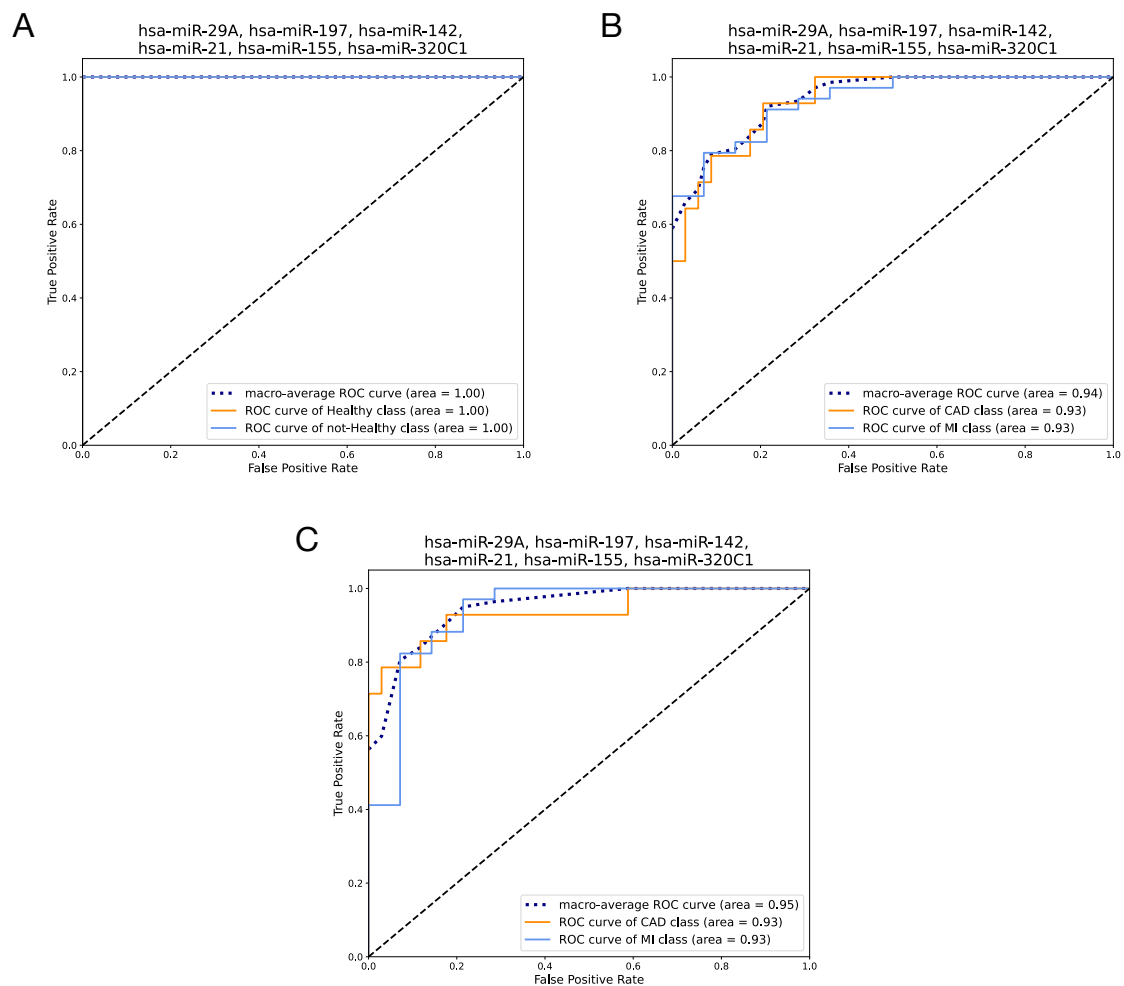 A
hsa-miR-29A, hsa-miR-197, hsa-miR-142,
hsa-miR-21, hsa-miR-155, hsa-miR-320C1
True Positive Rate
1.0
0.8
0.6
0.4
0.2
0.0
macro-average ROC curve (area = 1.00)
ROC curve of Healthy class (area = 1.00)
ROC curve of not-Healthy class (area = 1.00)
0.0 0.2 0.4 0.6 0.8 1.0
False Positive Rate
B
hsa-miR-29A, hsa-miR-197, hsa-miR-142,
hsa-miR-21, hsa-miR-155, hsa-miR-320C1
True Positive Rate
1.0
0.8
0.6
0.4
0.2
0.0
macro-average ROC curve (area = 0.94)
ROC curve of CAD class (area = 0.93)
ROC curve of MI class (area = 0.93)
0.0 0.2 0.4 0.6 0.8 1.0
False Positive Rate
C
hsa-miR-29A, hsa-miR-197, hsa-miR-142,
hsa-miR-21, hsa-miR-155, hsa-miR-320C1
True Positive Rate
1.0
0.8
0.6
0.4
0.2
0.0
macro-average ROC curve (area = 0.95)
ROC curve of CAD class (area = 0.93)
ROC curve of MI class (area = 0.93)
0.0 0.2 0.4 0.6 0.8 1.0
False Positive Rate